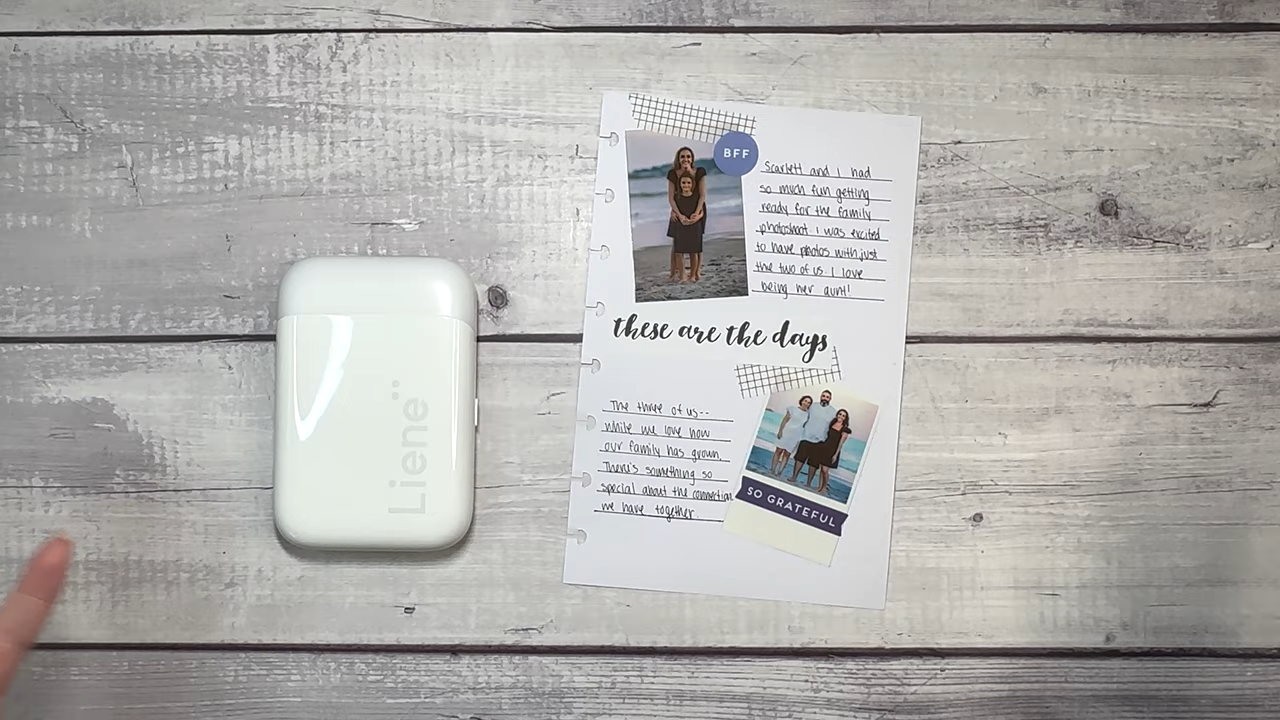 Liene
BFF
Scarlett and I had
so much fun getting
ready for the family
photoshoot. I was excited
to have photos with just
the two of us. I love
being her aunt!
these are the days
The three of us--
While we love how
our family has grown,
There's something so
special about the connection
we have together.
SO GRATEFUL